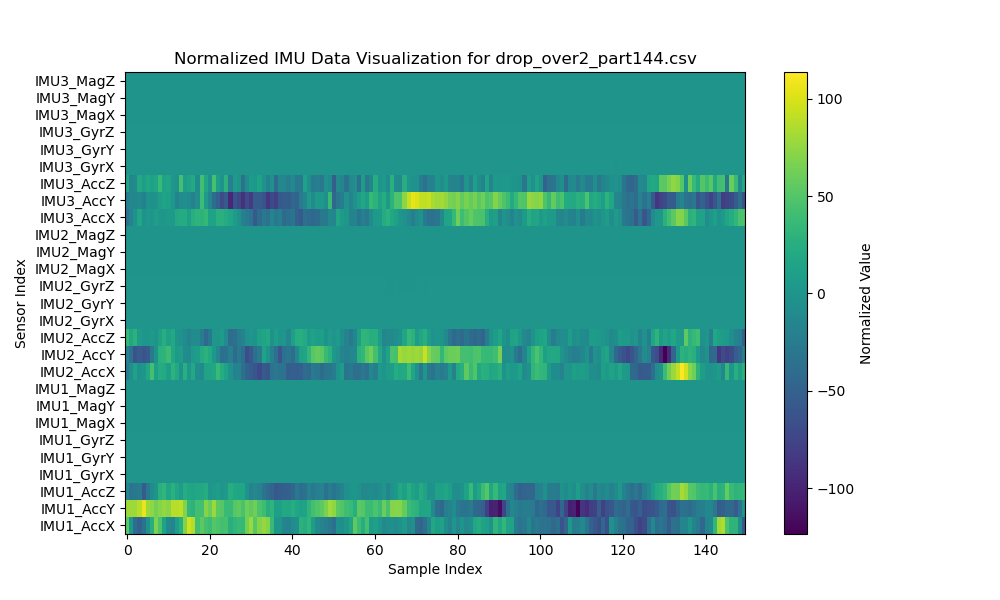 Normalized IMU Data Visualization for drop_over2_part144.csv
IMU3_MagZ
IMU3_MagY
IMU3_MagX
IMU3_GyrZ
IMU3_GyrY
IMU3_GyrX
IMU3_AccZ
IMU3_AccY
IMU3_AccX
IMU2_MagZ
IMU2_MagY
IMU2_MagX
IMU2_GyrZ
IMU2_GyrY
IMU2_GyrX
IMU2_AccZ
IMU2_AccY
IMU2_AccX
IMU1_MagZ
IMU1_MagY
IMU1_MagX
IMU1_GyrZ
IMU1_GyrY
IMU1_GyrX
IMU1_AccZ
IMU1_AccY
IMU1_AccX
Sensor Index
0 20 40 60 80 100 120 140
Sample Index
100
50
0
−50
−100
Normalized Value